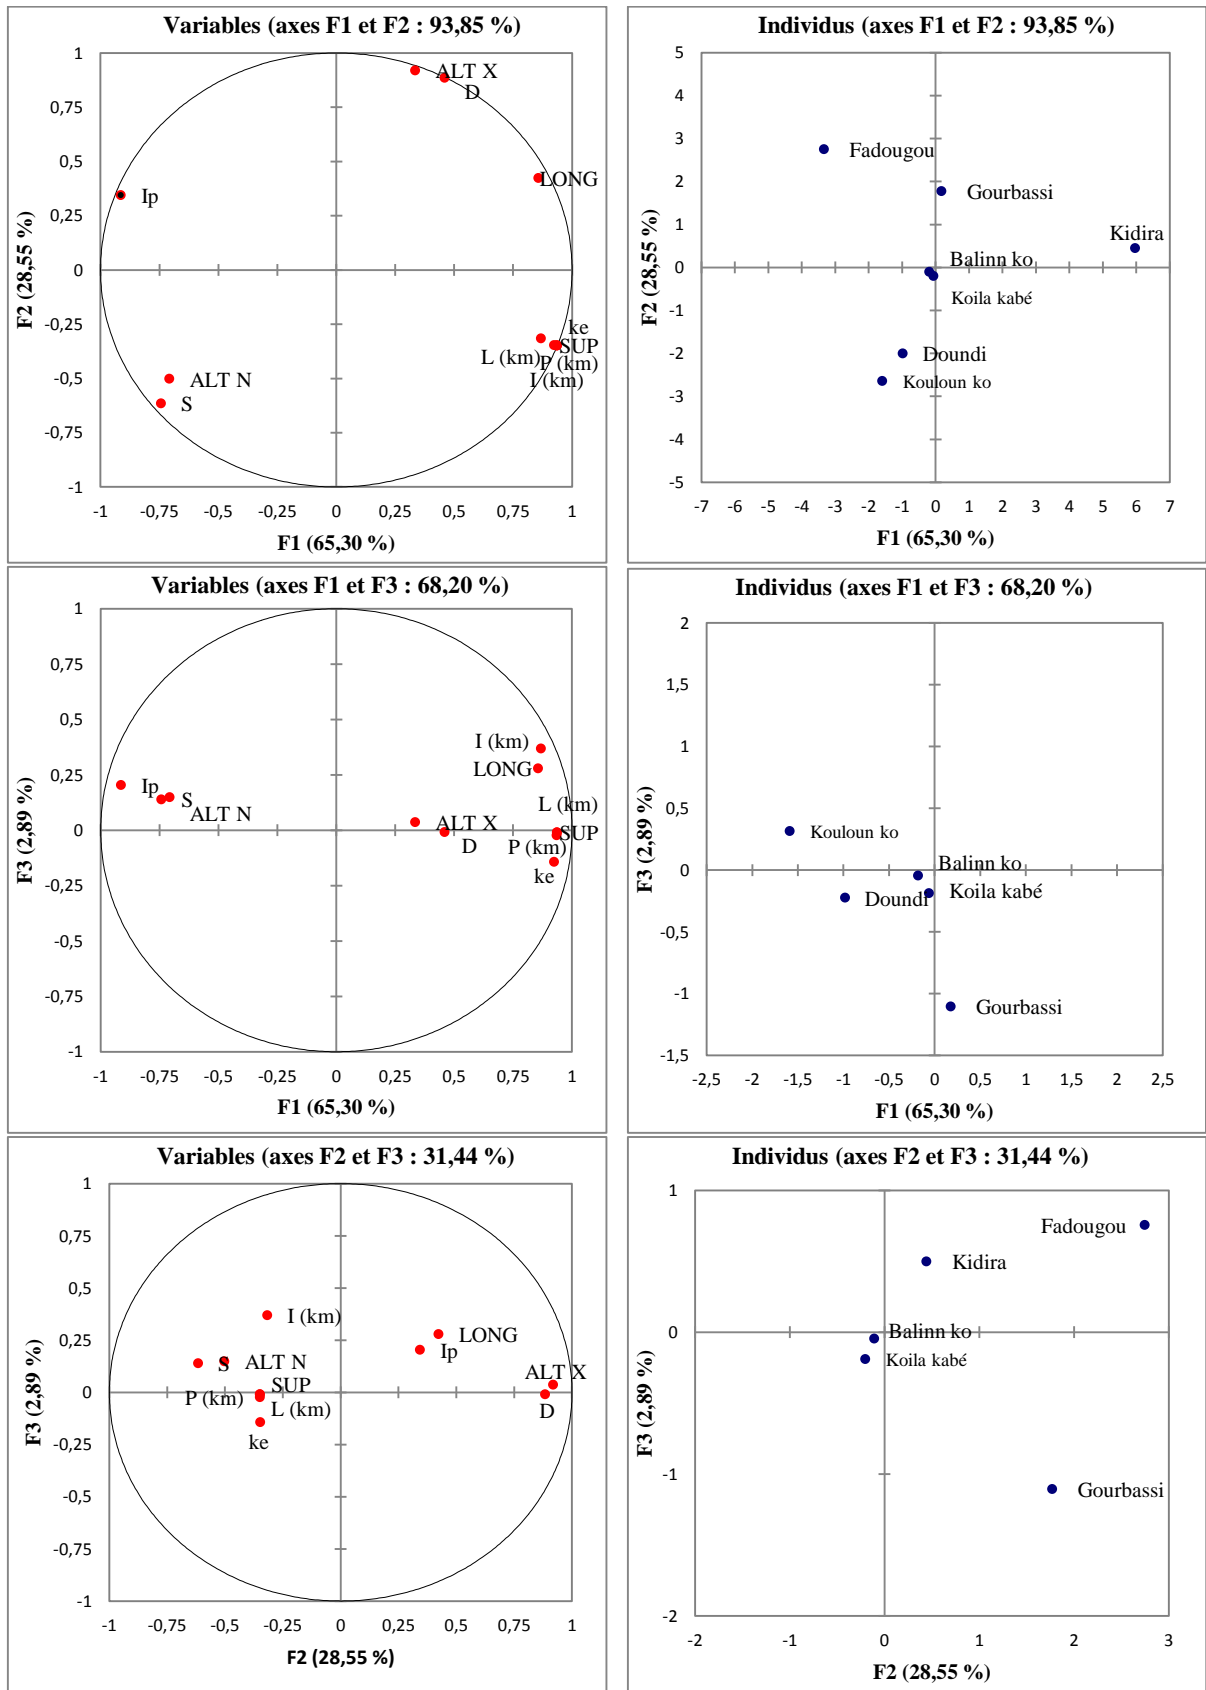 Variables (axes F1 et F2 : 93,85 %)
1
0,75
0,5
0,25
0
-0,25
-0,5
-0,75
-1
F2 (28,55 %)
ALT X
D
LONG
Ip
ke
L (km)
SUP
P (km)
I (km)
ALT N
S
-1 -0,75 -0,5 -0,25 0 0,25 0,5 0,75 1
F1 (65,30 %)
Individus (axes F1 et F2 : 93,85 %)
5
4
3
2
1
0
-1
-2
-3
-4
-5
F2 (28,55 %)
Fadougou
Gourbassi
Kidira
Balinn ko
Koila kabé
Doundi
Kouloun ko
-7 -6 -5 -4 -3 -2 -1 0 1 2 3 4 5 6 7
F1 (65,30 %)
Variables (axes F1 et F3 : 68,20 %)
1
0,75
0,5
0,25
0
-0,25
-0,5
-0,75
-1
F3 (2,89 %)
I (km)
LONG
Ip
S
ALT N
L (km)
ALT X
SUP
D
P (km)
ke
-1 -0,75 -0,5 -0,25 0 0,25 0,5 0,75 1
F1 (65,30 %)
Individus (axes F1 et F3 : 68,20 %)
2
1,5
1
0,5
0
-0,5
-1
-1,5
F3 (2,89 %)
Kouloun ko
Balinn ko
Doundi
Koila kabé
Gourbassi
-2,5 -2 -1,5 -1 -0,5 0 0,5 1 1,5 2 2,5
F1 (65,30 %)
Variables (axes F2 et F3 : 31,44 %)
1
0,75
0,5
0,25
0
-0,25
-0,5
-0,75
-1
F3 (2,89 %)
I (km)
LONG
Ip
S
ALT N
ALT X
SUP
P (km)
L (km)
D
ke
-1 -0,75 -0,5 -0,25 0 0,25 0,5 0,75 1
F2 (28,55 %)
Individus (axes F2 et F3 : 31,44 %)
1
0
-1
-2
F3 (2,89 %)
Fadougou
Kidira
Balinn ko
Koila kabé
Gourbassi
-2 -1 0 1 2 3
F2 (28,55 %)